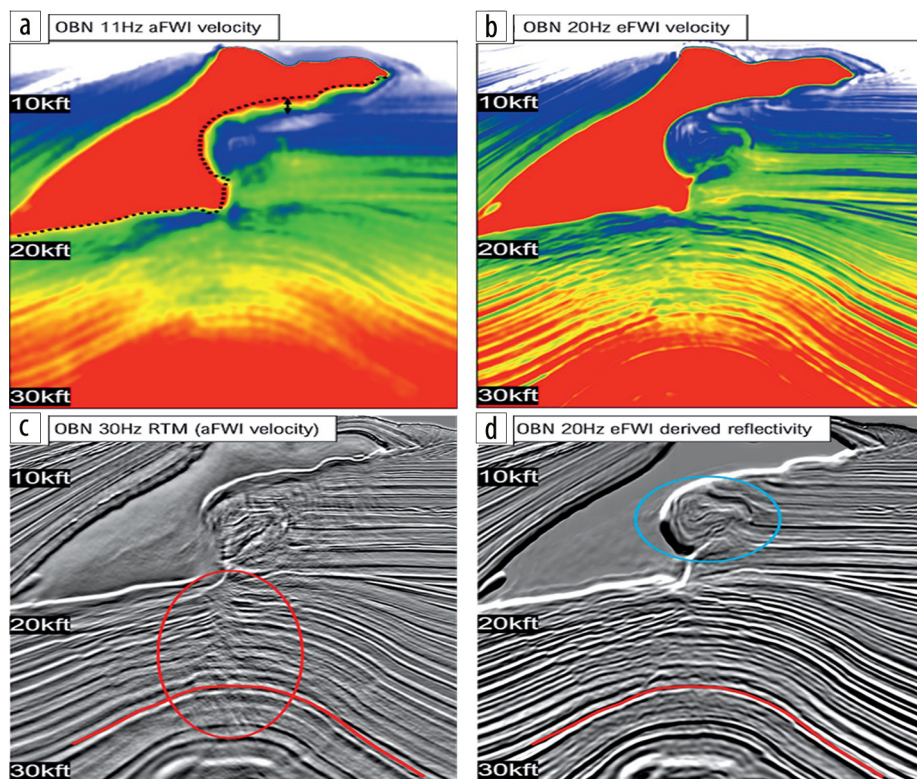 a
OBN 11Hz aFWI velocity
10kft
20kft
30kft
b
OBN 20Hz eFWI velocity
10kft
20kft
30kft
c
OBN 30Hz RTM (aFWI velocity)
10kft
20kft
30kft
d
OBN 20Hz eFWI derived reflectivity
10kft
20kft
30kft